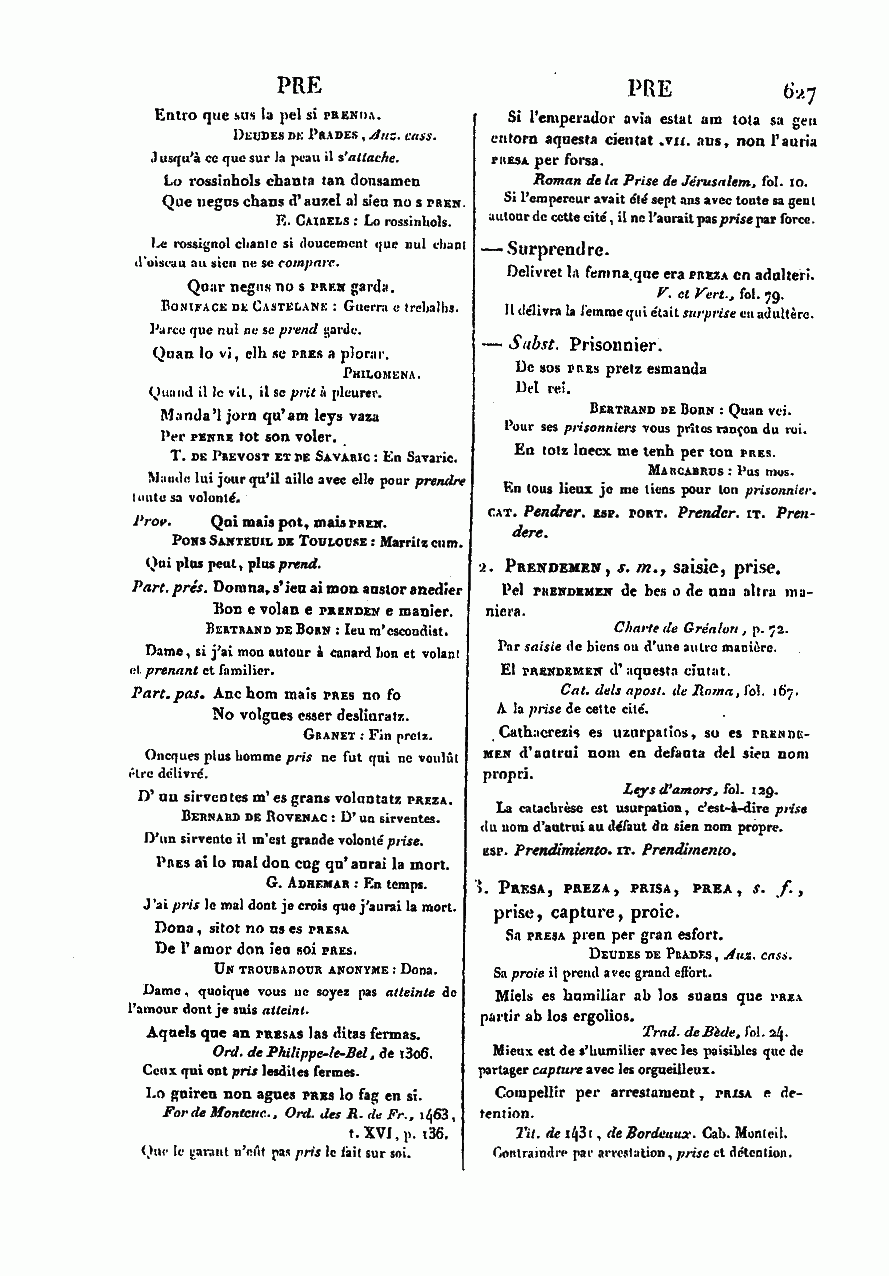 PRE
Entro que sus la pel si PRENDA.
DEUDES DE PRADES, Auz. cass.
Jusqu'à ce que sur la peau il s'attache.
Lo rossinhols chanta tan dousamen
Que negus chans d'auzel al sieu no s PREN.
E. CAIRELS : Lo rossinhols.
Le rossignol chante si doucement que nul chant
d'oiseau au sien ne se compare.
Quar negus no s PREN garda.
BONIFACE DE CASTELANE : Guerra e trebalhs.
Parce que nul ne se prend garde.
Quan lo vi, elh se PRES a plorar.
PHILOMENA.
Quand il le vit, il se prit à pleurer.
Manda'l jorn qu'am leys vaza
Per PENRE tot son voler.
T. DE PREVOST ET DE SAVARIC : En Savaric.
Mande lui jour qu'il aille avec elle pour prendre
toute sa volonté.
Prov. Qui mais pot, mais PREN.
PONS SANTEUIL DE TOULOUSE : Marritz cum.
Qui plus peut, plus prend.
Part. prés. Domna, s'ieu ai mon austor anedier
Bon e volan e PRENDEN e manier.
BERTRAND DE BORN : Ieu m'escondisc.
Dame, si j'ai mon autour à canard bon et volant
et prenant et familier.
Part. pas. Anc hom mais PRES no fo
No volgues esser desliuratz.
GRANET : Fin pretz.
Oncques plus homme pris ne fut qui ne voulût
être délivré.
D'un sirventes m'es grans voluntatz PREZA.
BERNARD DE ROVENAC : D'un sirventes.
D'un sirvente il m'est grande volonté prise.
PRES ai lo mal don cug qu'aurai la mort.
G. ADHEMAR : En temps.
J'ai pris le mal dont je crois que j'aurai la mort.
Dona, sitot no us es PRESA
De l'amor don ieu soi PRES.
UN TROUBADOUR ANONYME : Dona.
Dame, quoique vous ne soyez pas atteinte de
l'amour dont je suis atteint.
Aquels que an PRESAS las ditas fermas.
Ord. de Philippe-le-Bel, de 1306.
Ceux qui ont pris lesdites fermes.
Lo guiren non agues PRES lo fag en si.
For de Montcuc., Ord. des R. de Fr., 1463,
t. XVI, p. 136.
Que le garant n'eût pas pris le fait sur soi.
PRE 627
Si l'emperador avia estat am tota sa gen
entorn aquesta cieutat .VII. ans, non l'auria
PRESA per forsa.
Roman de la Prise de Jérusalem, fol. 10.
Si l'empereur avait été sept ans avec toute sa gent
autour de cette cité, il ne l'aurait pas prise par force.
— Surprendre.
Delivret la femna que era PREZA en adulteri.
V. et Vert., fol. 79.
Il délivra la femme qui était surprise en adultère.
— Subst. Prisonnier.
De sos PRES pretz esmanda
Del rei.
BERTRAND DE BORN : Quan vei.
Pour ses prisonniers vous prîtes rançon du roi.
En totz luecx me tenh per ton PRES.
MARCABRUS : Pus mos.
En tous lieux je me tiens pour ton prisonnier.
CAT. Pendrer. ESP. PORT. Prender. IT. Pren-
dere.
2. PRENDEMEN, s. m., saisie, prise.
Pel PRENDEMEN de bes o de una altra ma-
niera.
Charte de Gréalou, p. 72.
Par saisie de biens ou d'une autre manière.
El PRENDEMEN d'aquesta ciutat.
Cat. dels apost. de Roma, fol. 167.
A la prise de cette cité.
Cathacrezis es uzurpatios, so es PRENDE-
MEN d'autrui nom en defauta del sieu nom
propri.
Leys d'amors, fol. 129.
La catachrèse est usurpation, c'est-à-dire prise
du nom d'autrui au défaut du sien nom propre.
ESP. Prendimiento. IT. Prendimento.
3. PRESA, PREZA, PRISA, PREA, s. f.,
prise, capture, proie.
Sa PRESA pren per gran esfort.
DEUDES DE PRADES, Auz. cass.
Sa proie il prend avec grand effort.
Miels es humiliar ab los suaus que PREA
partir ab los ergolios.
Trad. de Bède, fol. 24.
Mieux est de s'humilier avec les paisibles que de
partager capture avec les orgueilleux.
Compellir per arrestament, PRISA e de-
tention.
Tit. de 1431, de Bordeaux. Cab. Monteil.
Contraindre par arrestation, prise et détention.